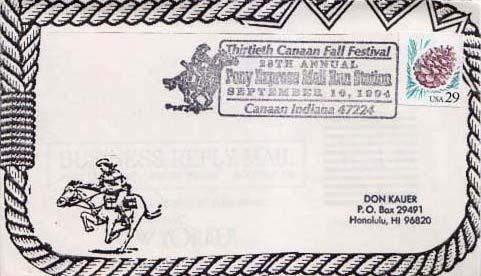 Thirtieth Canaan Fall Festival
28TH ANNUAL
Pony Express Mail Run Station
SEPTEMBER 10, 1994
Canaan Indiana 47224
USA 29
DON KAUER
P.O. Box 29491
Honolulu, HI 96820
BUSINESS REPLY MAIL